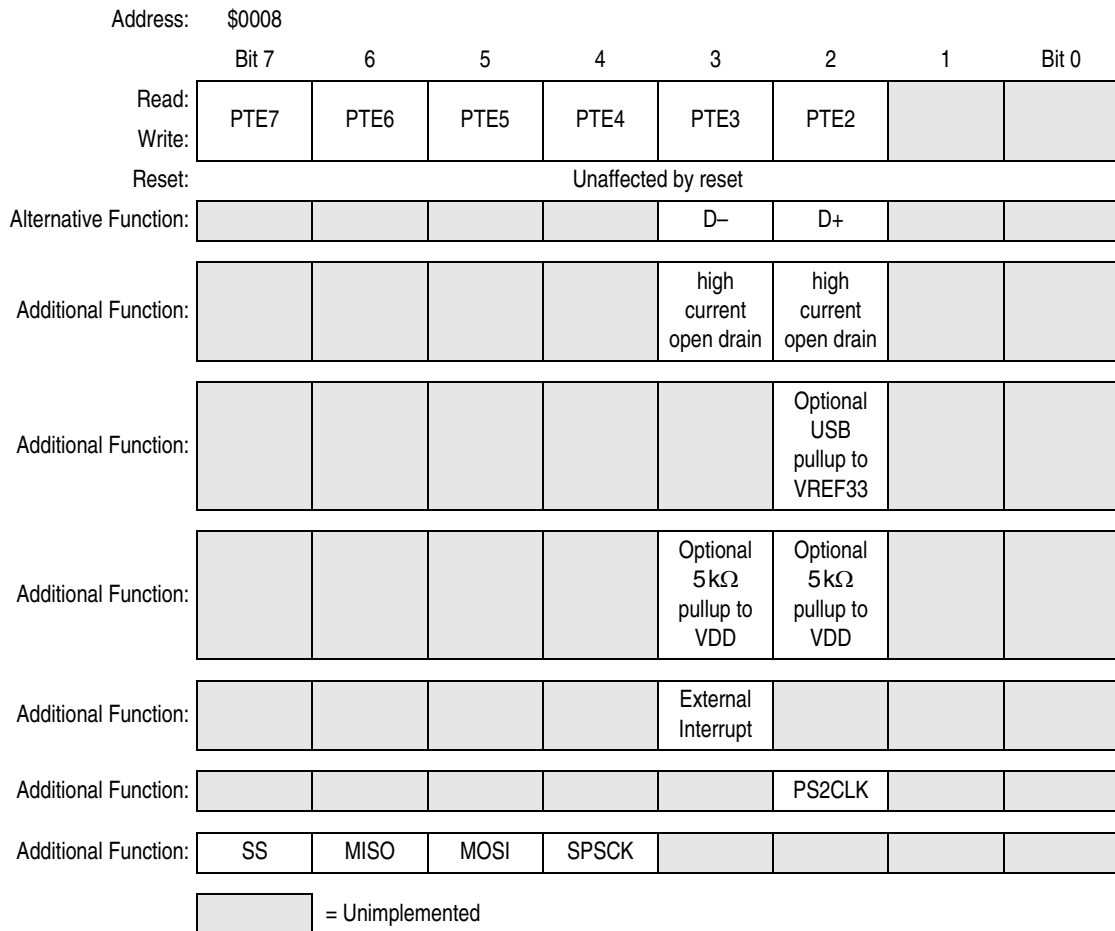 Address: $0008
Bit 7 6 5 4 3 2 1 Bit 0
Read:
Write:
PTE7 PTE6 PTE5 PTE4 PTE3 PTE2
Reset: Unaffected by reset
Alternative Function: D– D+
Additional Function:
high current open drain
high current open drain
Additional Function:
Optional USB pullup to VREF33
Additional Function:
Optional 5kΩ pullup to VDD
Optional 5kΩ pullup to VDD
Additional Function:
External Interrupt
Additional Function: PS2CLK
Additional Function: SS MISO MOSI SPSCK
= Unimplemented